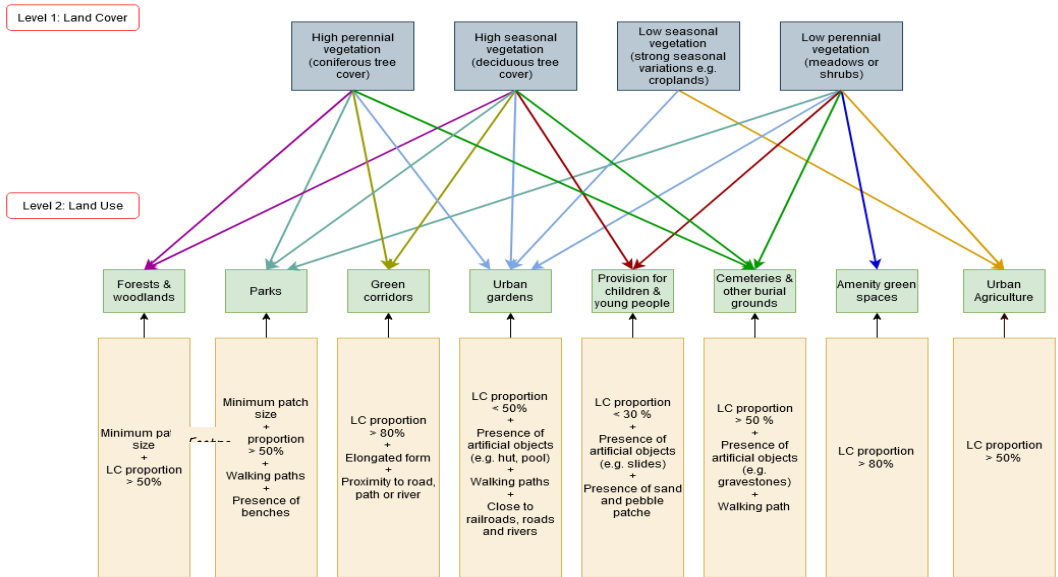 Level 1: Land Cover
High perennial
vegetation
(coniferous tree
cover)
High seasonal
vegetation
(deciduous tree
cover)
Low seasonal
vegetation
(strong seasonal
variations e.g.
croplands)
Low perennial
vegetation
(meadows or
shrubs)
Level 2: Land Use
Forests &
woodlands
Parks
Green
corridors
Urban
gardens
Provision for
children &
young people
Cemeteries &
other burial
grounds
Amenity green
spaces
Urban
Agriculture
Minimum
size
+
LC proportion
> 50%
Minimum patch
size
+
proportion
> 50%
+
Walking paths
+
Presence of
benches
LC proportion
> 80%
+
Elongated form
+
Proximity to road,
path or river
LC proportion
< 50%
+
Presence of
artificial objects
(e.g. hut, pool)
+
Walking paths
+
Close to
railroads, roads
and rivers
LC proportion
< 30 %
+
Presence of
artificial objects
(e.g. slides)
+
Presence of sand
and pebble
patche
LC proportion
> 50 %
+
Presence of
artificial objects
(e.g.
gravestones)
+
Walking path
LC proportion
> 80%
LC proportion
> 50%